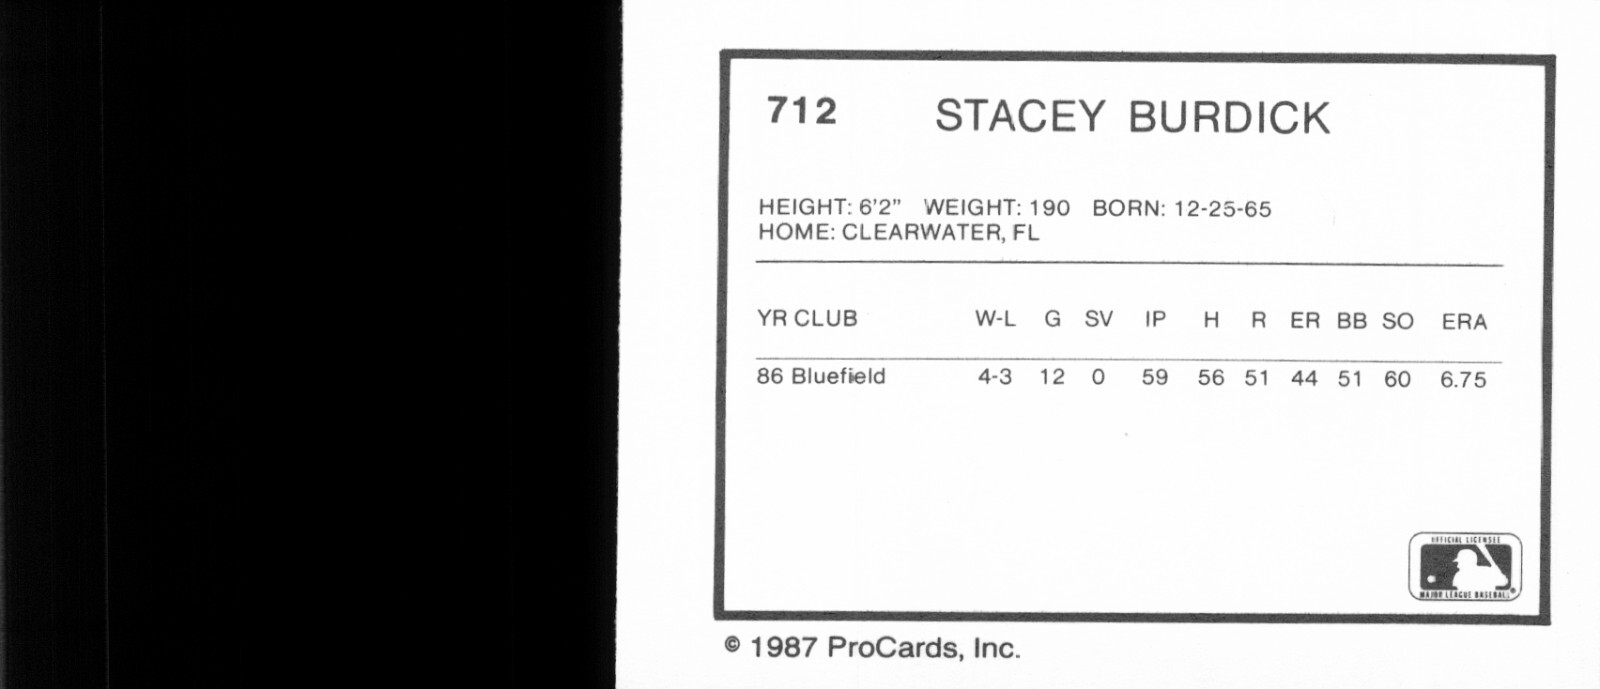 712 STACEY BURDICK
HEIGHT: 6'2” WEIGHT: 190 BORN: 12-25-65
HOME: CLEARWATER, FL
YR CLUB W-L G SV IP H R ER BB SO ERA
86 Bluefield 4-3 12 0 59 56 51 44 51 60 6.75
OFFICIAL LICENSEE
MAJOR LEAGUE BASEBALL®
© 1987 ProCards, Inc.